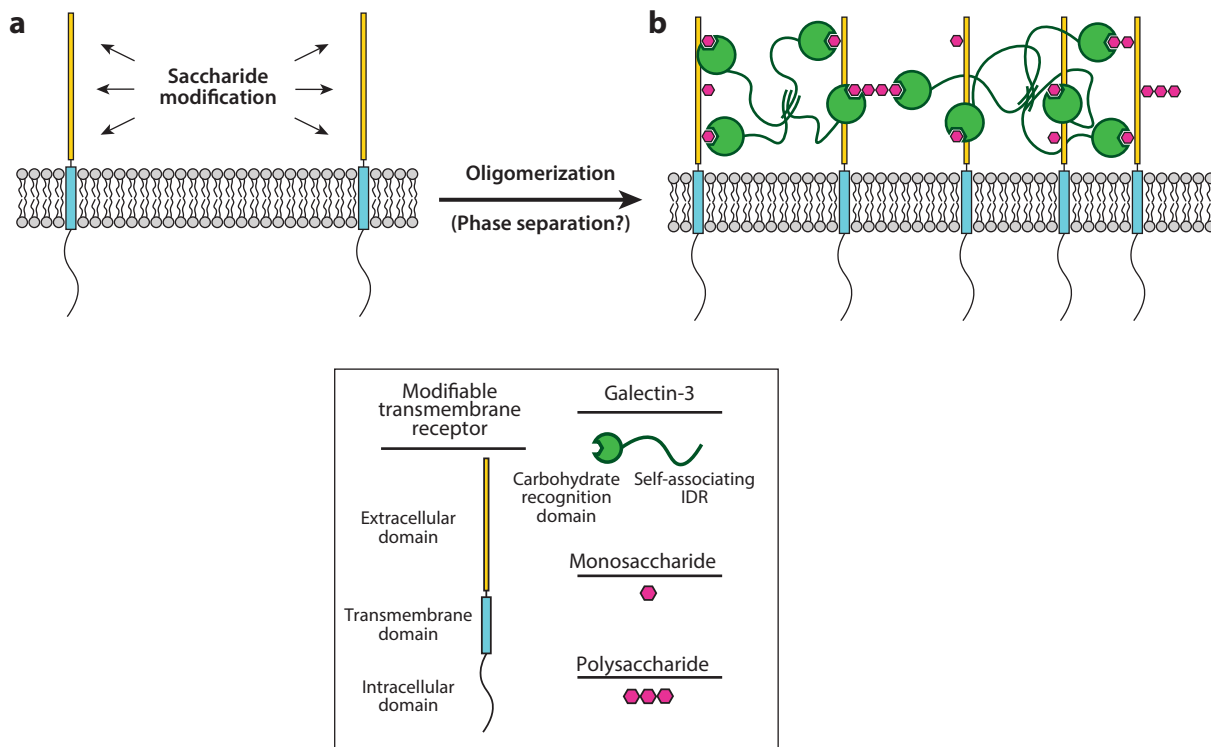 a
Saccharide
modification
Oligomerization
(Phase separation?)
b
Modifiable
transmembrane
receptor
Extracellular
domain
Transmembrane
domain
Intracellular
domain
Galectin-3
Carbohydrate
recognition
domain
Self-associating
IDR
Monosaccharide
Polysaccharide